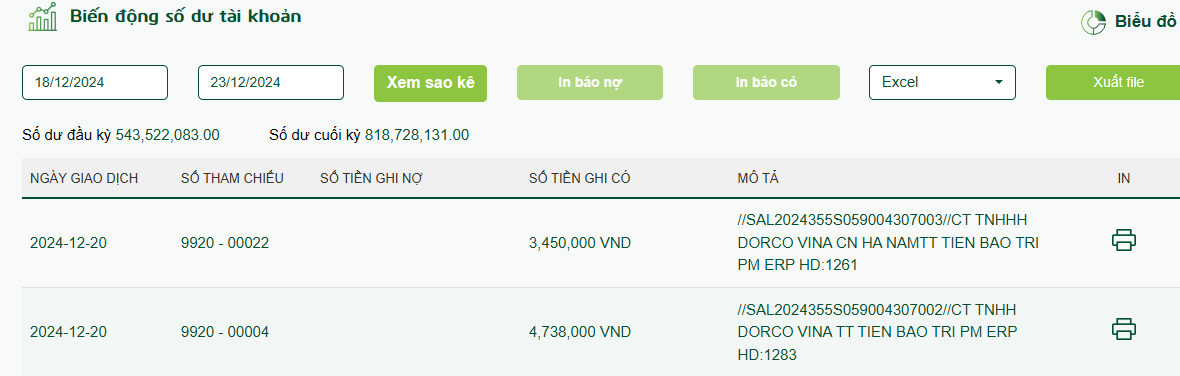 Biến động số dư tài khoản
Biểu đồ
18/12/2024 23/12/2024 Xem sao kê In báo nợ In báo có Excel Xuất file
Số dư đầu kỳ 543,522,083.00 Số dư cuối kỳ 818,728,131.00
NGÀY GIAO DỊCH SỐ THAM CHIẾU SỐ TIỀN GHI NỢ SỐ TIỀN GHI CÓ MÔ TẢ IN
//SAL2024355S059004307003//CT TNHHH
2024-12-20 9920 - 00022 3,450,000 VND DORCO VINA CN HA NAMTT TIEN BAO TRI
PM ERP HD:1261
//SAL2024355S059004307002//CT TNHH
2024-12-20 9920 - 00004 4,738,000 VND DORCO VINA TT TIEN BAO TRI PM ERP
HD:1283